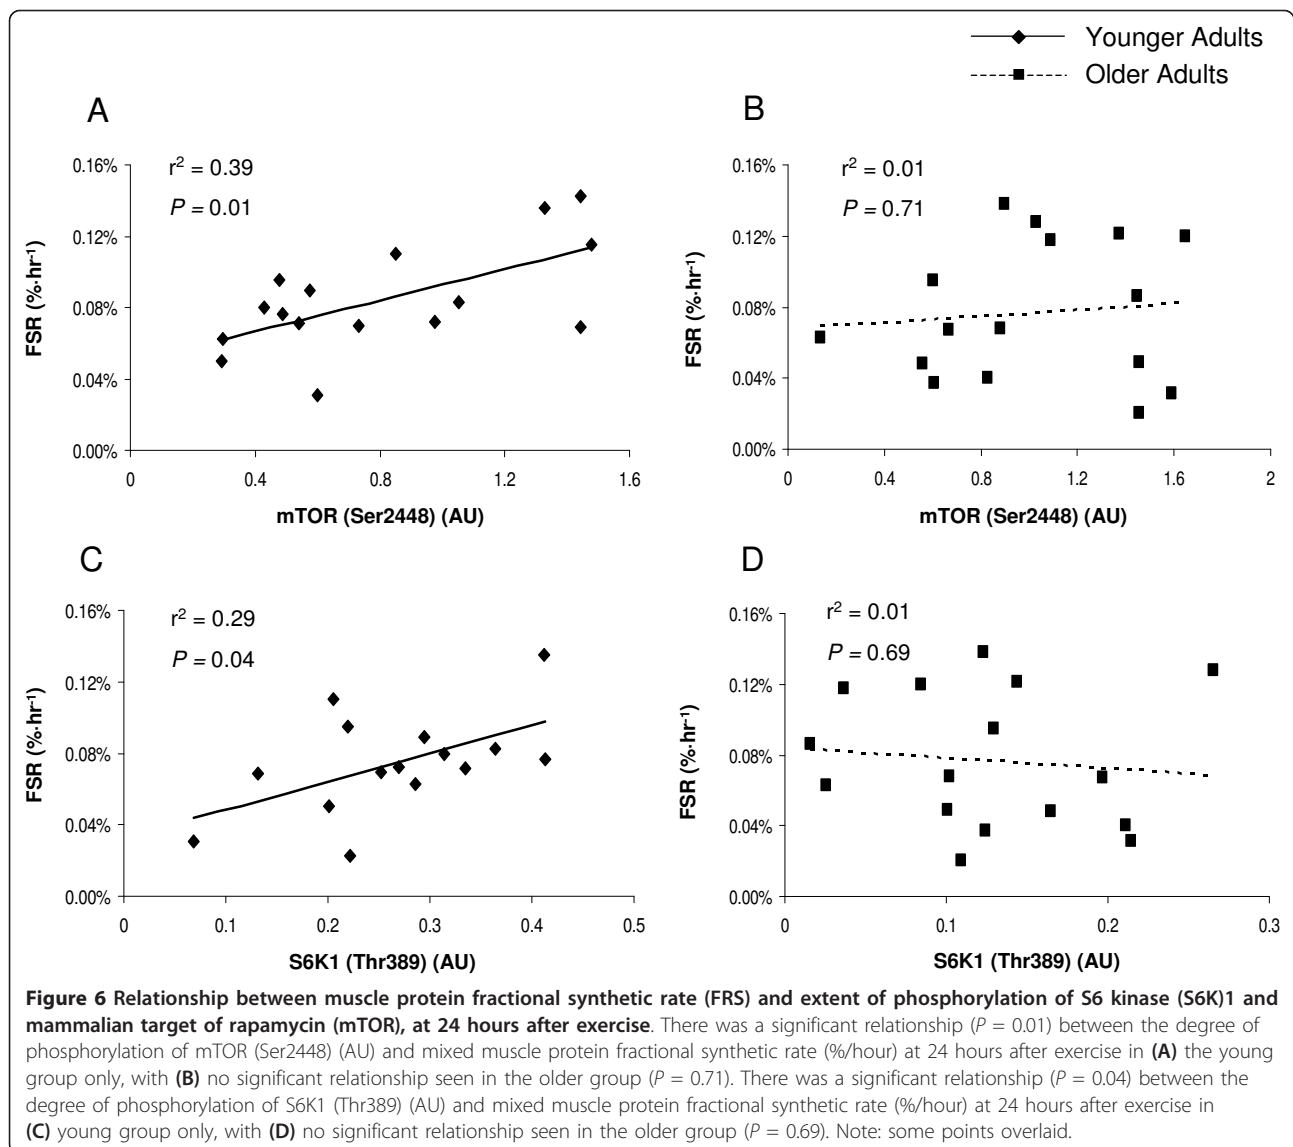 Younger Adults
Older Adults
A
r² = 0.39
P = 0.01
0.16%
0.12%
0.08%
0.04%
0.00%
FSR (%·hr⁻¹)
0 0.4 0.8 1.2 1.6
mTOR (Ser2448) (AU)
B
r² = 0.01
P = 0.71
0.16%
0.12%
0.08%
0.04%
0.00%
FSR (%·hr⁻¹)
0 0.4 0.8 1.2 1.6 2
mTOR (Ser2448) (AU)
C
r² = 0.29
P = 0.04
0.16%
0.12%
0.08%
0.04%
0.00%
FSR (%·hr⁻¹)
0 0.1 0.2 0.3 0.4 0.5
S6K1 (Thr389) (AU)
D
r² = 0.01
P = 0.69
0.16%
0.12%
0.08%
0.04%
0.00%
FSR (%·hr⁻¹)
0 0.1 0.2 0.3
S6K1 (Thr389) (AU)
Figure 6 Relationship between muscle protein fractional synthetic rate (FRS) and extent of phosphorylation of S6 kinase (S6K)1 and
mammalian target of rapamycin (mTOR), at 24 hours after exercise. There was a significant relationship (P = 0.01) between the degree of
phosphorylation of mTOR (Ser2448) (AU) and mixed muscle protein fractional synthetic rate (%/hour) at 24 hours after exercise in (A) the young
group only, with (B) no significant relationship seen in the older group (P = 0.71). There was a significant relationship (P = 0.04) between the
degree of phosphorylation of S6K1 (Thr389) (AU) and mixed muscle protein fractional synthetic rate (%/hour) at 24 hours after exercise in
(C) young group only, with (D) no significant relationship seen in the older group (P = 0.69). Note: some points overlaid.